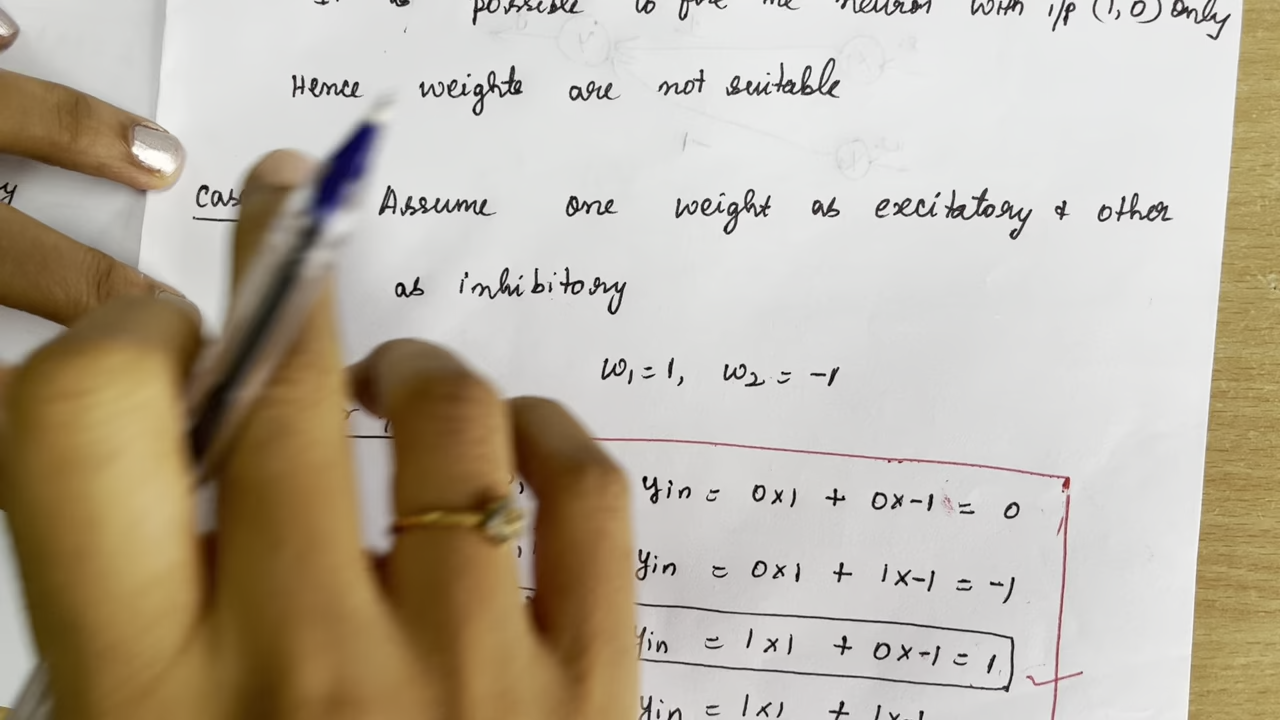 possible to fire the neuron with i/p (1,0) only
Hence weights are not suitable
Assume one weight as excitatory & other
as inhibitory
w₁ = 1, w₂ = -1
yin = 0x1 + 0x-1 = 0
yin = 0x1 + 1x-1 = -1
yin = 1x1 + 0x-1 = 1
yin = 1x1 +